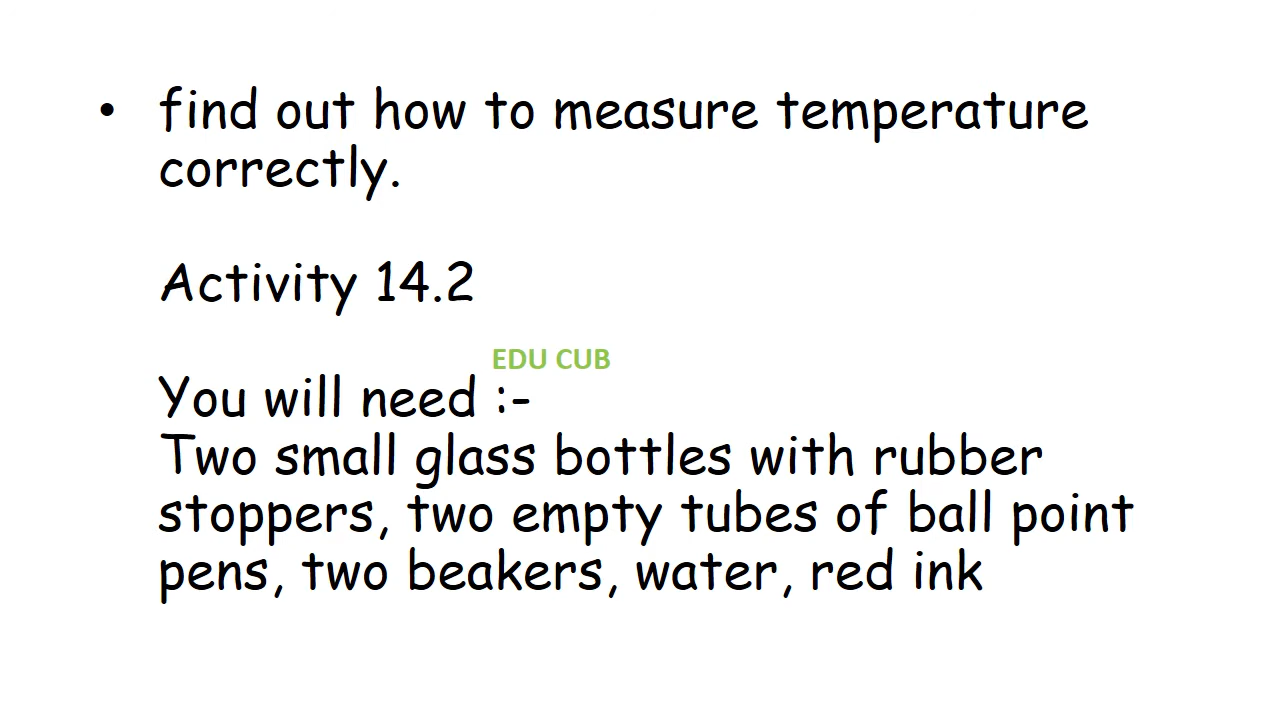 • find out how to measure temperature
correctly.
Activity 14.2
EDU CUB
You will need :-
Two small glass bottles with rubber
stoppers, two empty tubes of ball point
pens, two beakers, water, red ink